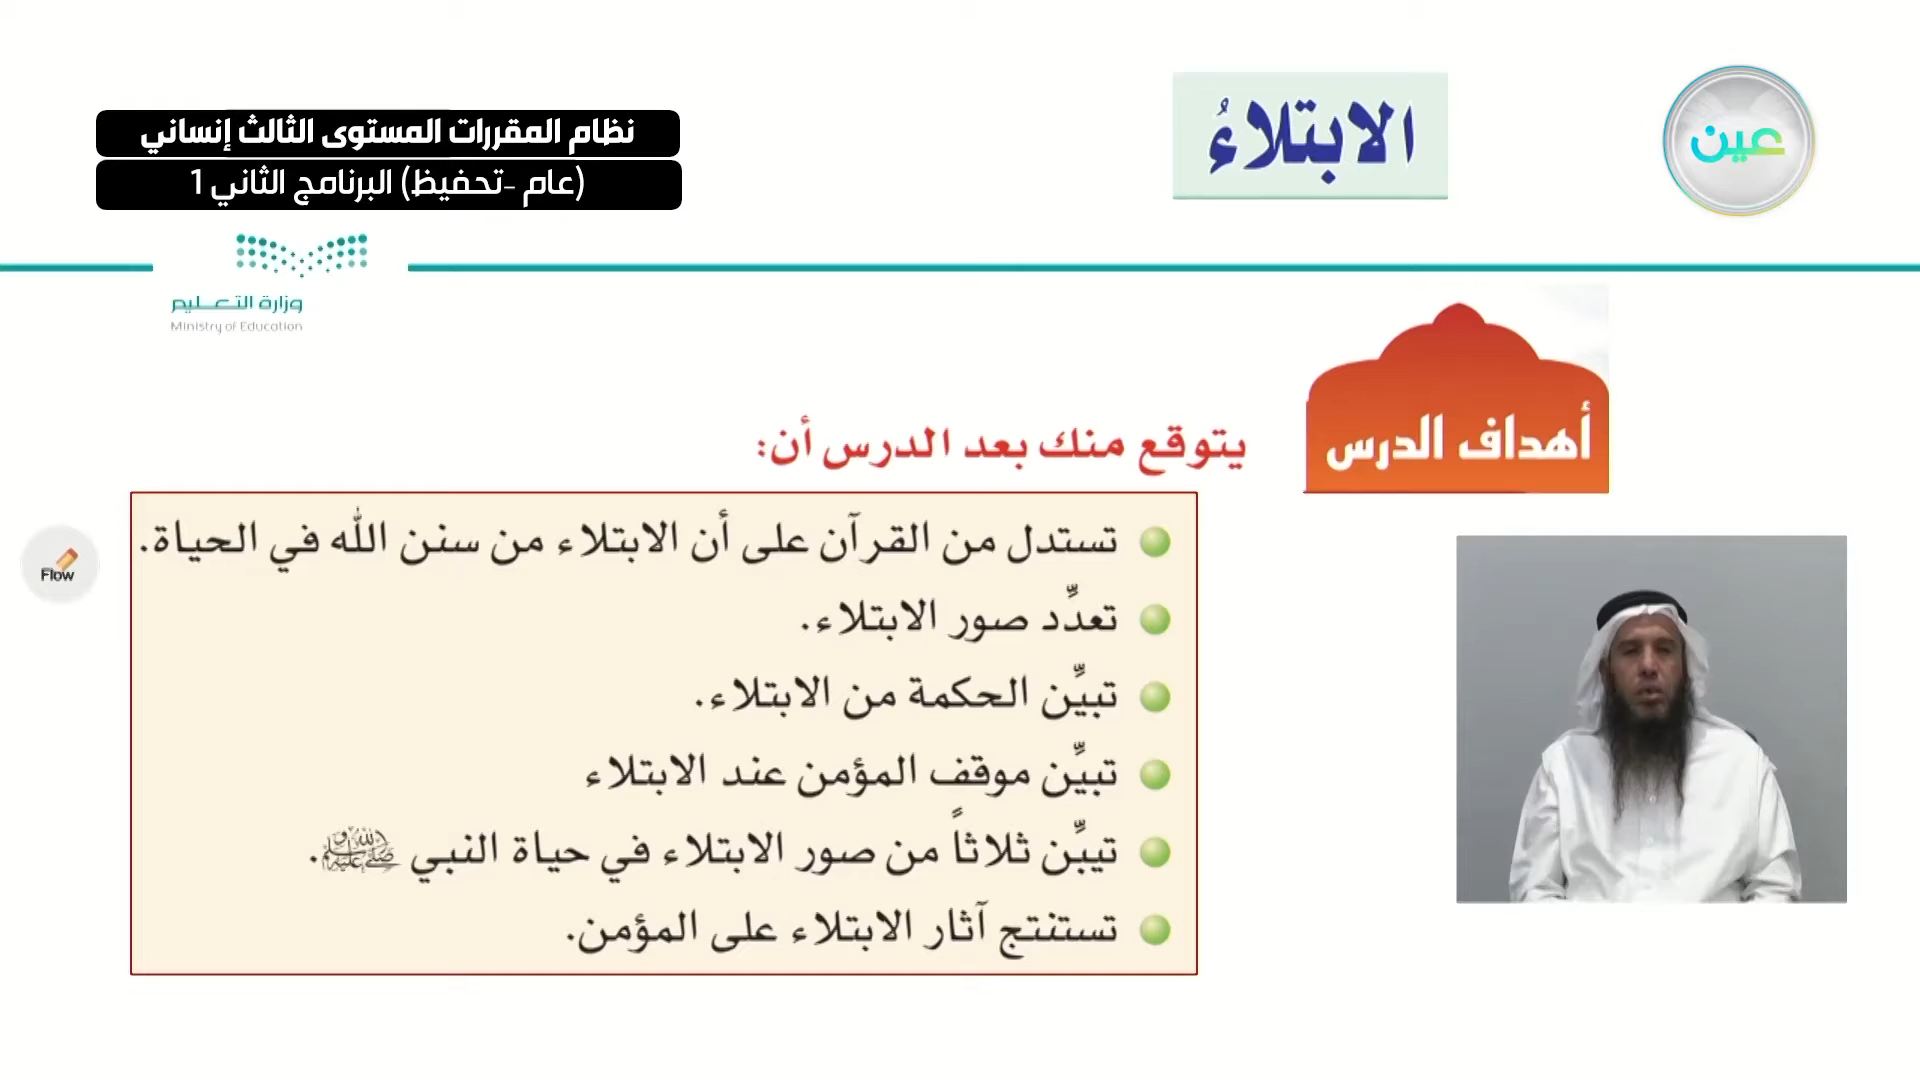 نظام المقررات المستوى الثالث إنساني
(عام -تحفيظ) البرنامج الثاني 1
الابتلاءُ
عين
وزارة التعليم
Ministry of Education
أهداف الدرس
يتوقع منك بعد الدرس أن:
تستدل من القرآن على أن الابتلاء من سنن الله في الحياة.
تعدِّد صور الابتلاء.
تبيِّن الحكمة من الابتلاء.
تبيِّن موقف المؤمن عند الابتلاء
تيبِّن ثلاثاً من صور الابتلاء في حياة النبي ﷺ.
تستنتج آثار الابتلاء على المؤمن.
Flow